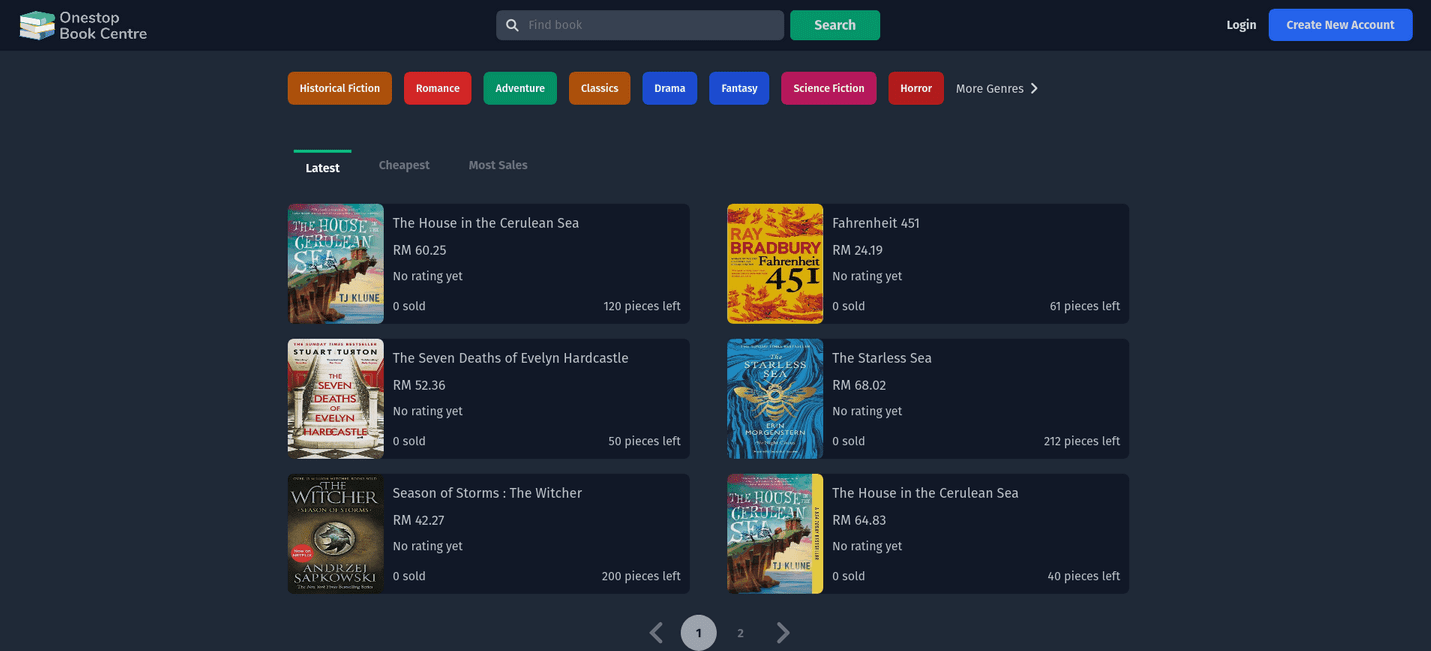 Onestop
Book Centre
Find book
Search
Login
Create New Account
Historical Fiction
Romance
Adventure
Classics
Drama
Fantasy
Science Fiction
Horror
More Genres
Latest
Cheapest
Most Sales
THE HOUSE IN THE
CERULEAN
SEA
TJ KLUNE
The House in the Cerulean Sea
RM 60.25
No rating yet
0 sold
120 pieces left
RAY
BRADBURY
Fahrenheit
451
Fahrenheit 451
RM 24.19
No rating yet
0 sold
61 pieces left
THE SUNDAY TIMES BESTSELLER
STUART TURTON
THE
SEVEN
DEATHS
OF
EVELYN
HARDCASTLE
The Seven Deaths of Evelyn Hardcastle
RM 52.36
No rating yet
0 sold
50 pieces left
The
STARLESS
SEA
ERIN
MORGENSTERN
The Starless Sea
RM 68.02
No rating yet
0 sold
212 pieces left
THE
WITCHER
SEASON OF STORMS
NOW ON
NETFLIX
ANDRZEJ
SAPKOWSKI
Season of Storms : The Witcher
RM 42.27
No rating yet
0 sold
200 pieces left
THE HOUSE IN THE
CERULEAN
SEA
TJ KLUNE
The House in the Cerulean Sea
RM 64.83
No rating yet
0 sold
40 pieces left
1
2